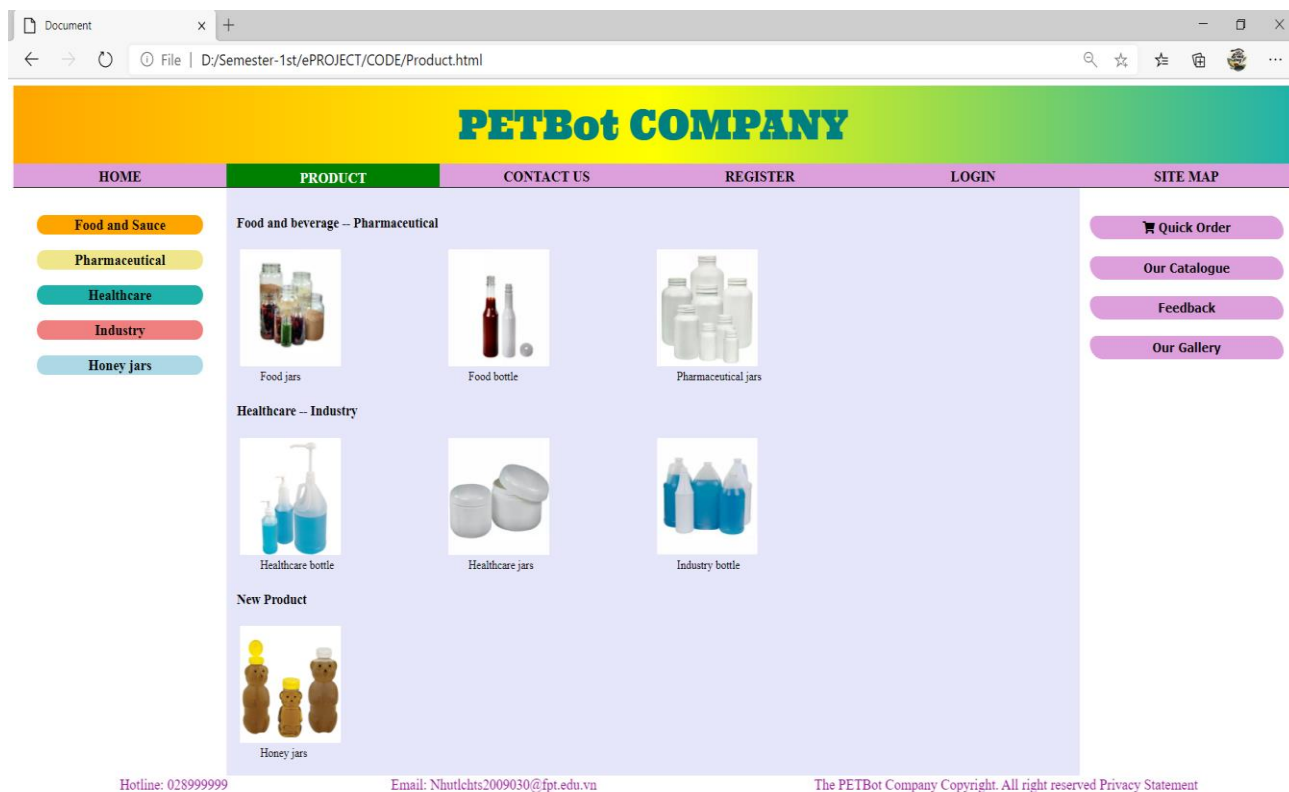 Document
File | D:/Semester-1st/ePROJECT/CODE/Product.html
PETBot COMPANY
HOME PRODUCT CONTACT US REGISTER LOGIN SITE MAP
Food and Sauce
Pharmaceutical
Healthcare
Industry
Honey jars
Food and beverage -- Pharmaceutical
Food jars Food bottle Pharmaceutical jars
Healthcare -- Industry
Healthcare bottle Healthcare jars Industry bottle
New Product
Honey jars
Quick Order
Our Catalogue
Feedback
Our Gallery
Hotline: 028999999 Email: Nhutlchts2009030@fpt.edu.vn The PETBot Company Copyright. All right reserved Privacy Statement